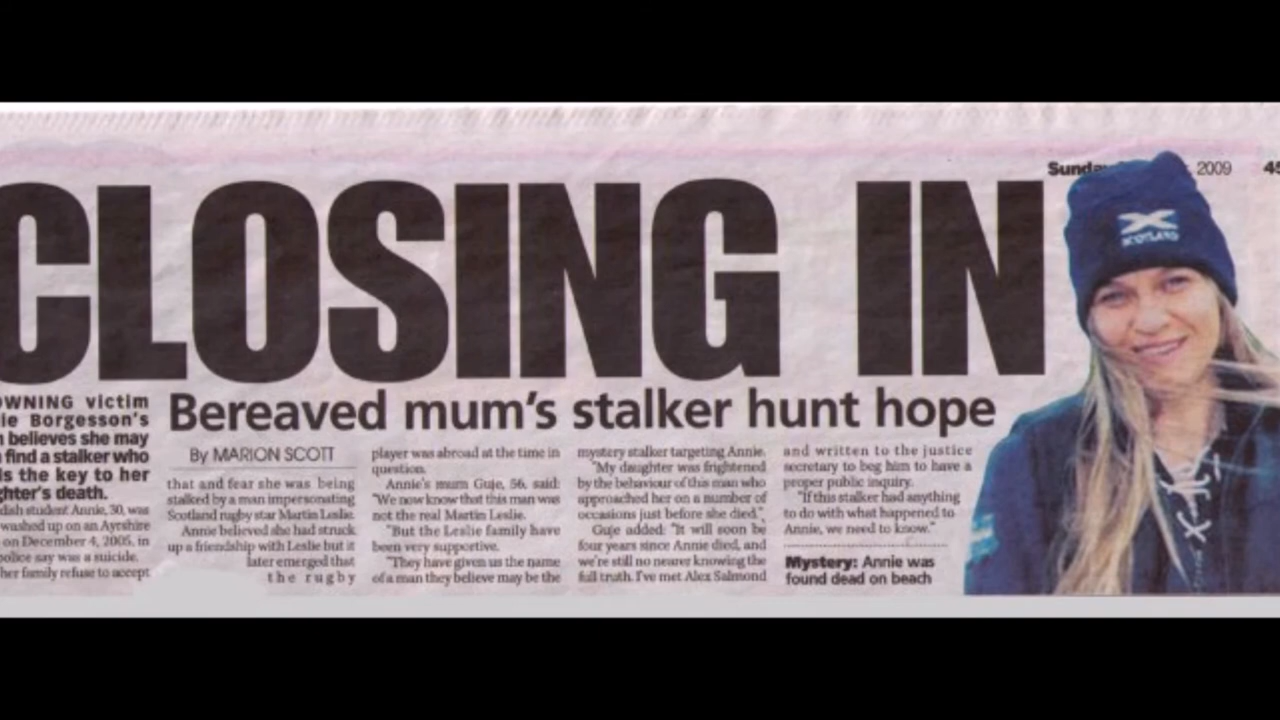 Sunday 2009 45
CLOSING IN
Bereaved mum's stalker hunt hope
OWNING victim
ie Borgesson's
believes she may
find a stalker who
is the key to her
ghter's death.
dish student Annie, 30, was
washed up on an Ayrshire
on December 4, 2005, in
police say was a suicide.
her family refuse to accept
By MARION SCOTT
that and fear she was being
stalked by a man impersonating
Scotland rugby star Martin Leslie.
Annie believed she had struck
up a friendship with Leslie but it
later emerged that
the rugby
player was abroad at the time in
question.
Annie's mum Guje, 56, said:
"We now know that this man was
not the real Martin Leslie.
"But the Leslie family have
been very supportive.
"They have given us the name
of a man they believe may be the
mystery stalker targeting Annie.
"My daughter was frightened
by the behaviour of this man who
approached her on a number of
occasions just before she died."
Guje added: "It will soon be
four years since Annie died, and
we're still no nearer knowing the
full truth. I've met Alex Salmond
and written to the justice
secretary to beg him to have a
proper public inquiry.
"If this stalker had anything
to do with what happened to
Annie, we need to know."
Mystery: Annie was
found dead on beach
SCOTLAND